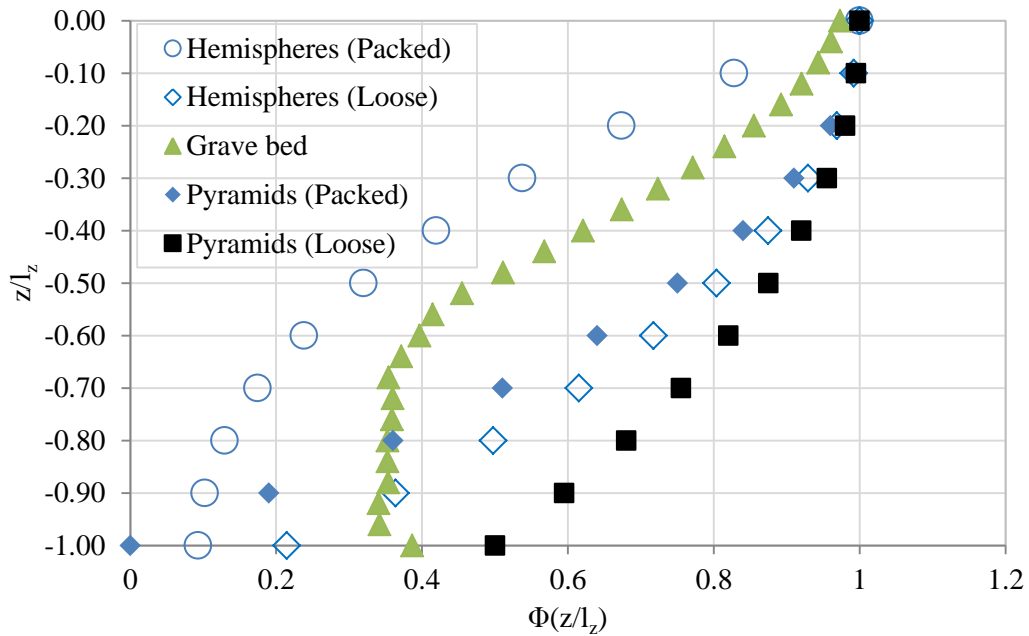 0.00
-0.10
-0.20
-0.30
-0.40
-0.50
-0.60
-0.70
-0.80
-0.90
-1.00
z/lz
Hemispheres (Packed)
Hemispheres (Loose)
Grave bed
Pyramids (Packed)
Pyramids (Loose)
0 0.2 0.4 0.6 0.8 1 1.2
Φ(z/lz)